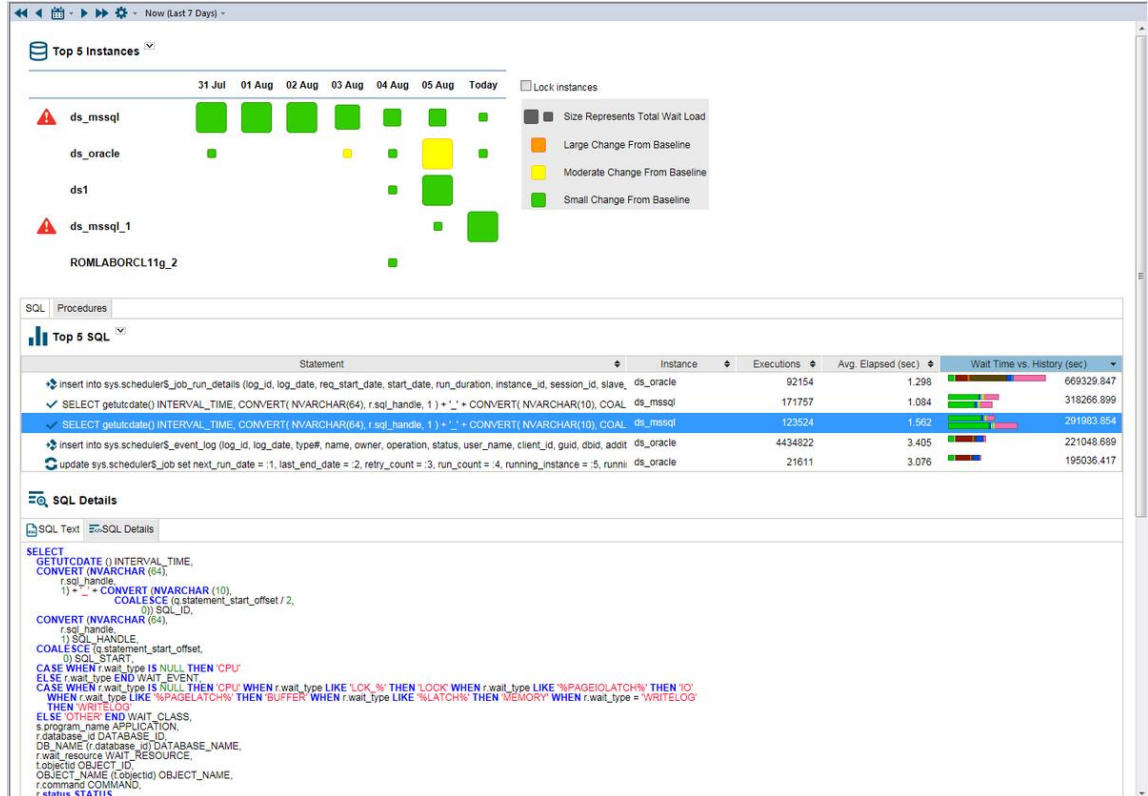 Now (Last 7 Days)
Top 5 Instances
31 Jul 01 Aug 02 Aug 03 Aug 04 Aug 05 Aug Today
Lock instances
ds_mssql
Size Represents Total Wait Load
ds_oracle
Large Change From Baseline
Moderate Change From Baseline
ds1
Small Change From Baseline
ds_mssql_1
ROMLABORCL11g_2
SQL Procedures
Top 5 SQL
Statement Instance Executions Avg. Elapsed (sec) Wait Time vs. History (sec)
insert into sys.scheduler$_job_run_details (log_id, log_date, req_start_date, start_date, run_duration, instance_id, session_id, slave_ ds_oracle 92154 1.298 669329.847
SELECT getutcdate() INTERVAL_TIME, CONVERT( NVARCHAR(64), r.sql_handle, 1 ) + '_' + CONVERT( NVARCHAR(10), COAL ds_mssql 171757 1.084 318266.899
SELECT getutcdate() INTERVAL_TIME, CONVERT( NVARCHAR(64), r.sql_handle, 1 ) + '_' + CONVERT( NVARCHAR(10), COAL ds_mssql 123524 1.562 291983.854
insert into sys.scheduler$_event_log (log_id, log_date, type#, name, owner, operation, status, user_name, client_id, guid, dbid, addit ds_oracle 4434822 3.405 221048.689
update sys.scheduler$_job set next_run_date = :1, last_end_date = :2, retry_count = :3, run_count = :4, running_instance = :5, runni ds_oracle 21611 3.076 195036.417
SQL Details
SQL Text SQL Details
SELECT
GETUTCDATE () INTERVAL_TIME,
CONVERT (NVARCHAR (64),
r.sql_handle,
1) + '_' + CONVERT (NVARCHAR (10),
COALESCE (q.statement_start_offset / 2,
0)) SQL_ID,
CONVERT (NVARCHAR (64),
r.sql_handle,
1) SQL_HANDLE,
COALESCE (q.statement_start_offset,
0) SQL_START,
CASE WHEN r.wait_type IS NULL THEN 'CPU'
ELSE r.wait_type END WAIT_EVENT,
CASE WHEN r.wait_type IS NULL THEN 'CPU' WHEN r.wait_type LIKE 'LCK_%' THEN 'LOCK' WHEN r.wait_type LIKE '%PAGEIOLATCH%' THEN 'IO'
WHEN r.wait_type LIKE '%PAGELATCH%' THEN 'BUFFER' WHEN r.wait_type LIKE '%LATCH%' THEN 'MEMORY' WHEN r.wait_type = 'WRITELOG'
THEN 'WRITELOG'
ELSE 'OTHER' END WAIT_CLASS,
s.program_name APPLICATION,
r.database_id DATABASE_ID,
DB_NAME (r.database_id) DATABASE_NAME,
r.wait_resource WAIT_RESOURCE,
t.objectid OBJECT_ID,
OBJECT_NAME (t.objectid) OBJECT_NAME,
r.command COMMAND,
r.status STATUS